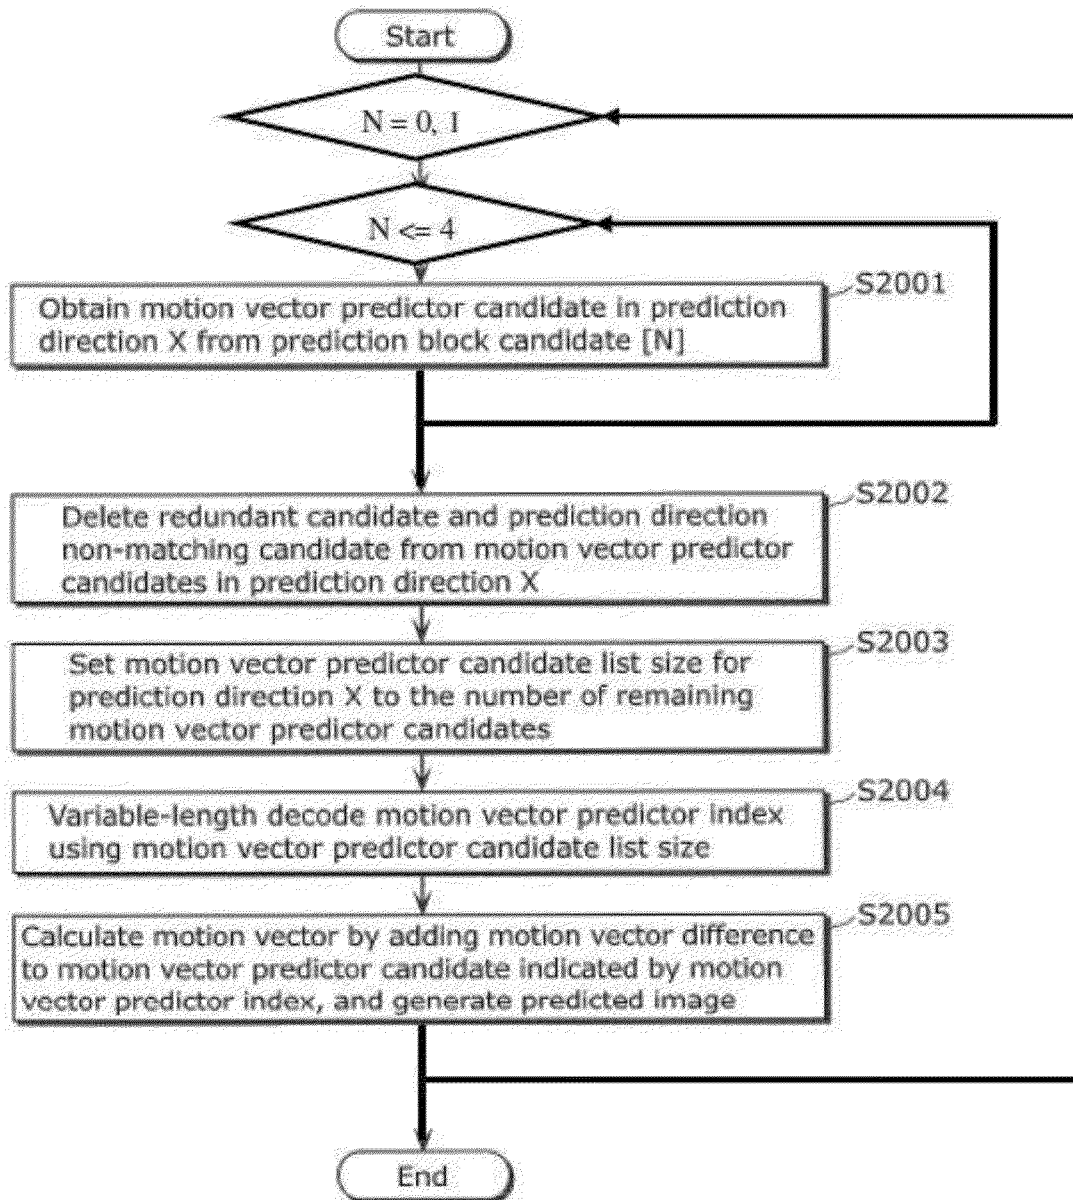 Start
N = 0, 1
N <= 4
S2001
Obtain motion vector predictor candidate in prediction
direction X from prediction block candidate [N]
S2002
Delete redundant candidate and prediction direction
non-matching candidate from motion vector predictor
candidates in prediction direction X
S2003
Set motion vector predictor candidate list size for
prediction direction X to the number of remaining
motion vector predictor candidates
S2004
Variable-length decode motion vector predictor index
using motion vector predictor candidate list size
S2005
Calculate motion vector by adding motion vector difference
to motion vector predictor candidate indicated by motion
vector predictor index, and generate predicted image
End